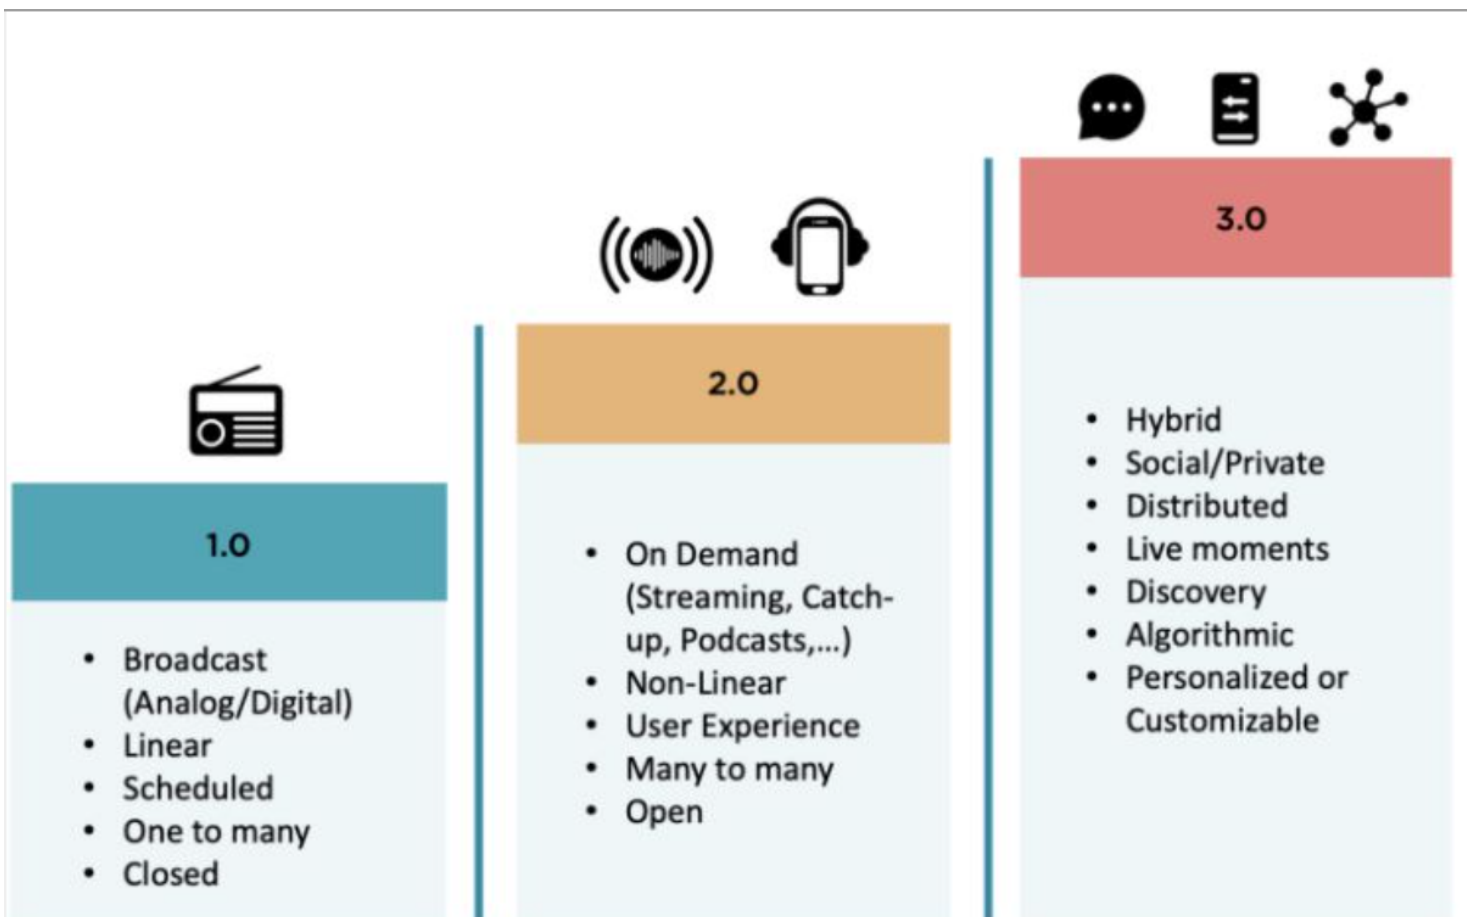 1.0
• Broadcast
(Analog/Digital)
• Linear
• Scheduled
• One to many
• Closed
2.0
• On Demand
(Streaming, Catch-
up, Podcasts,...)
• Non-Linear
• User Experience
• Many to many
• Open
3.0
• Hybrid
• Social/Private
• Distributed
• Live moments
• Discovery
• Algorithmic
• Personalized or
Customizable